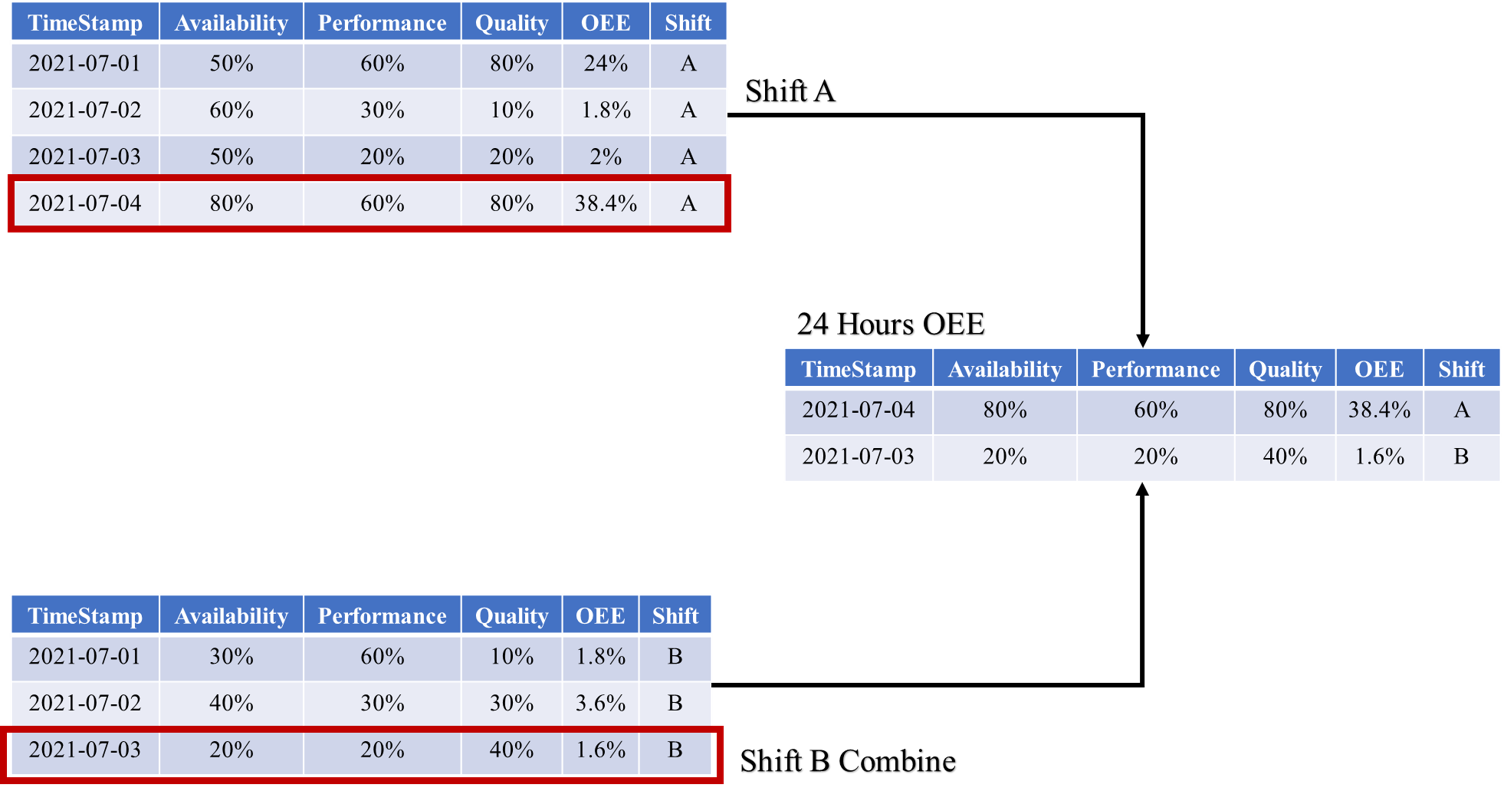 TimeStamp Availability Performance Quality OEE Shift
2021-07-01 50% 60% 80% 24% A
2021-07-02 60% 30% 10% 1.8% A
2021-07-03 50% 20% 20% 2% A
2021-07-04 80% 60% 80% 38.4% A
Shift A
24 Hours OEE
TimeStamp Availability Performance Quality OEE Shift
2021-07-04 80% 60% 80% 38.4% A
2021-07-03 20% 20% 40% 1.6% B
TimeStamp Availability Performance Quality OEE Shift
2021-07-01 30% 60% 10% 1.8% B
2021-07-02 40% 30% 30% 3.6% B
2021-07-03 20% 20% 40% 1.6% B
Shift B Combine